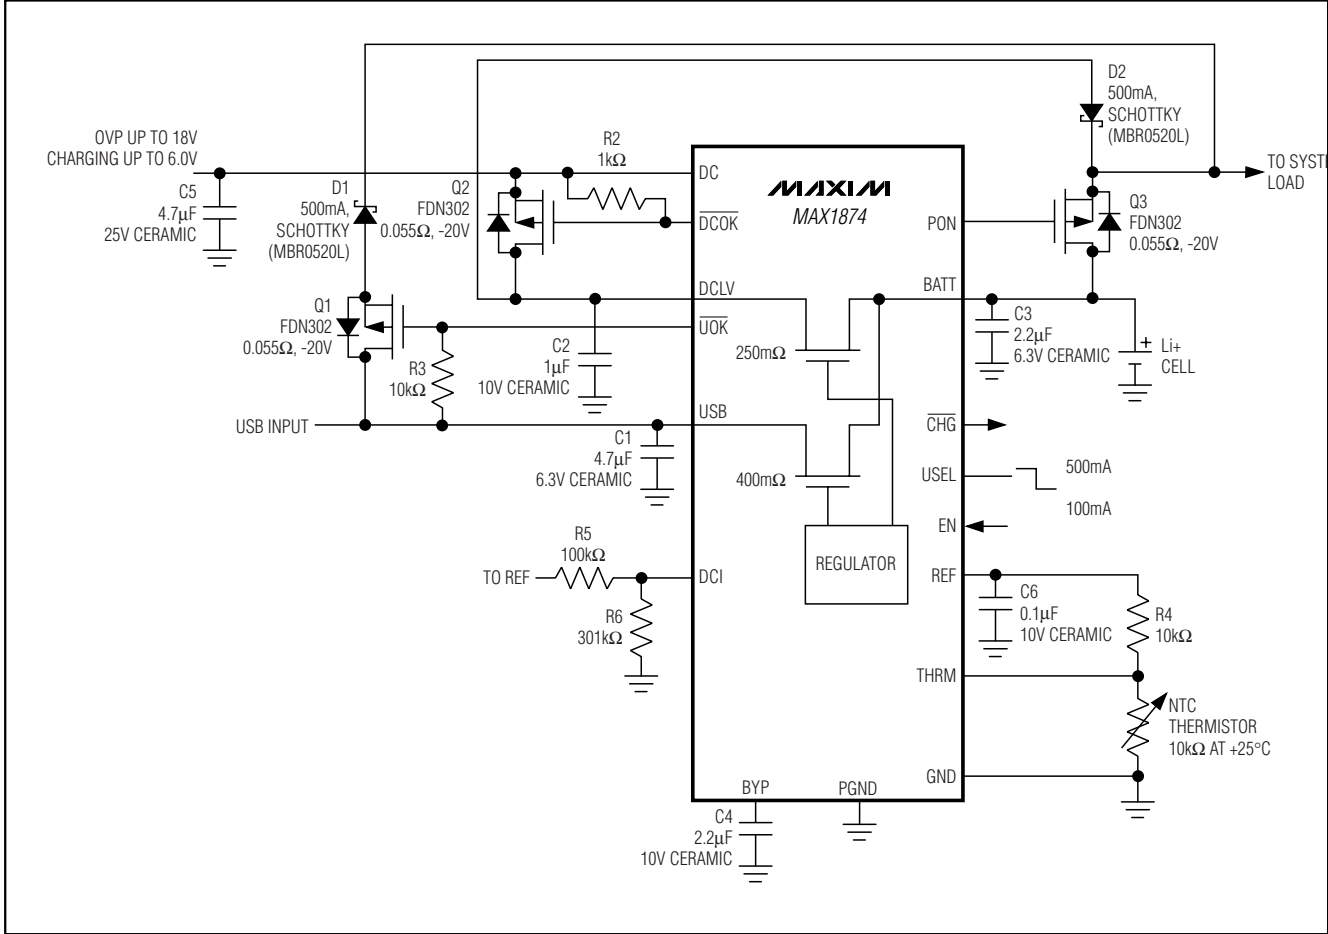 D2
500mA,
SCHOTTKY
(MBR0520L)
OVP UP TO 18V
CHARGING UP TO 6.0V
C5
4.7µF
25V CERAMIC
D1
500mA,
SCHOTTKY
(MBR0520L)
Q2
FDN302
0.055Ω, -20V
R2
1kΩ
DC
MAXIM
MAX1874
DCOK
PON
Q3
FDN302
0.055Ω, -20V
TO SYST
LOAD
Q1
FDN302
0.055Ω, -20V
DCLV
BATT
UOK
R3
10kΩ
C2
1µF
10V CERAMIC
250mΩ
C3
2.2µF
6.3V CERAMIC
+
Li+
CELL
USB INPUT
USB
C1
4.7µF
6.3V CERAMIC
400mΩ
CHG
USEL
500mA
100mA
EN
R5
100kΩ
TO REF
DCI
REGULATOR
REF
R6
301kΩ
C6
0.1µF
10V CERAMIC
R4
10kΩ
THRM
NTC
THERMISTOR
10kΩ AT +25°C
GND
BYP
PGND
C4
2.2µF
10V CERAMIC